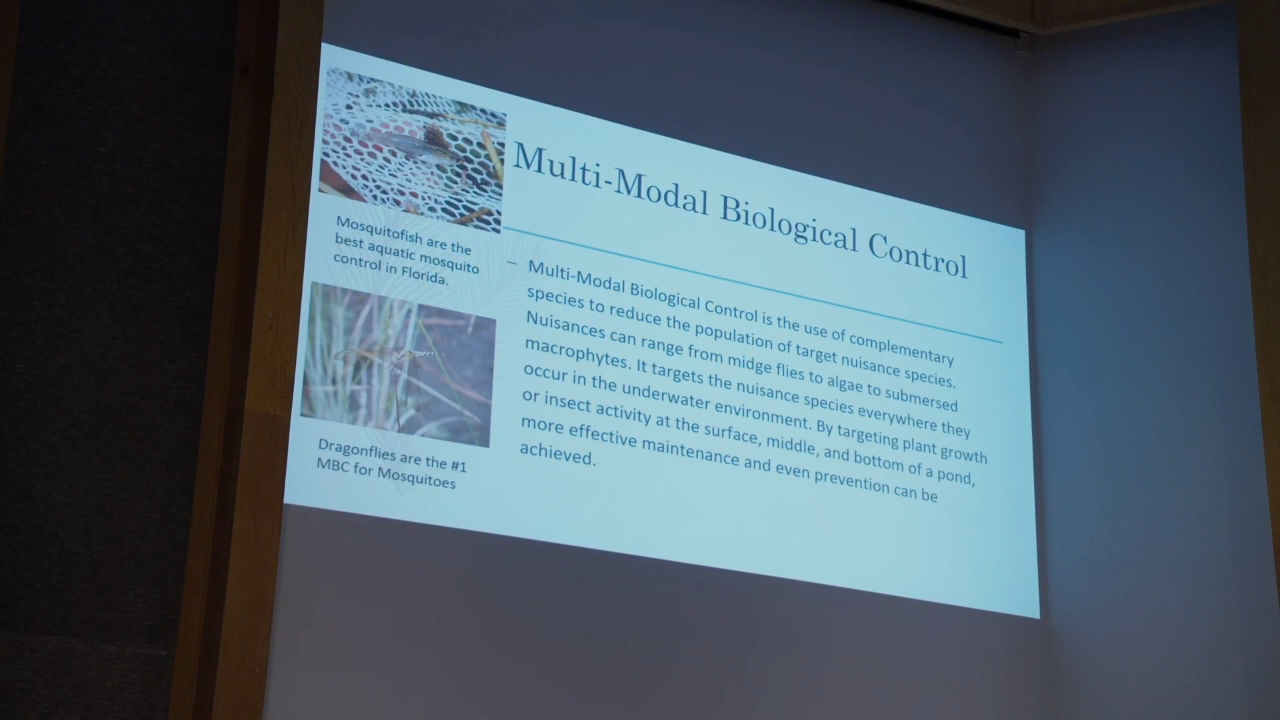 Multi-Modal Biological Control
Mosquitofish are the
best aquatic mosquito
control in Florida.
Dragonflies are the #1
MBC for Mosquitoes
– Multi-Modal Biological Control is the use of complementary
species to reduce the population of target nuisance species.
Nuisances can range from midge flies to algae to submersed
macrophytes. It targets the nuisance species everywhere they
occur in the underwater environment. By targeting plant growth
or insect activity at the surface, middle, and bottom of a pond,
more effective maintenance and even prevention can be
achieved.